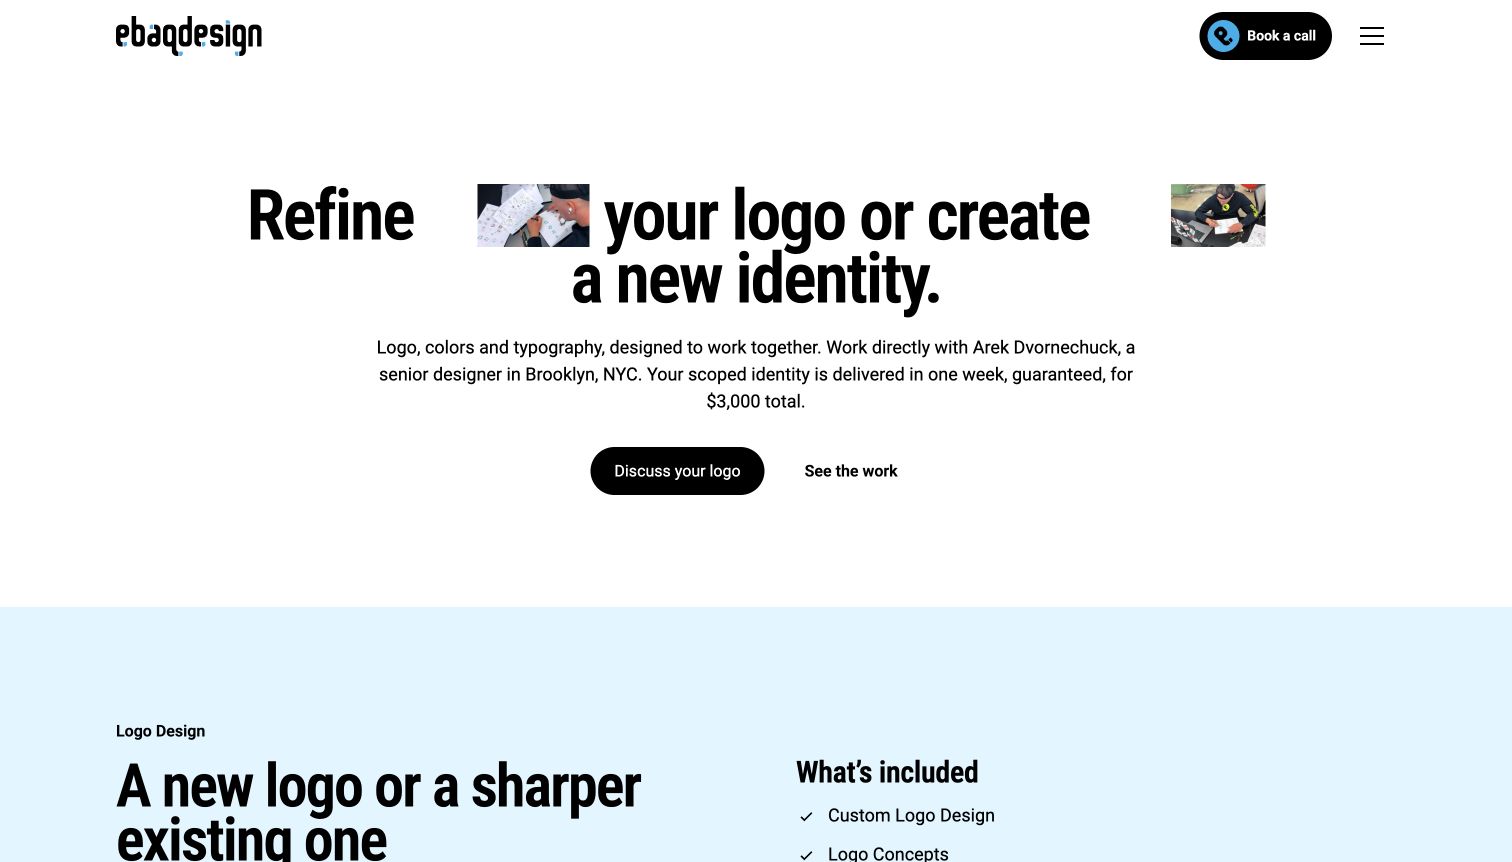 ebaqdesign
Book a call
Refine your logo or create
a new identity.
Logo, colors and typography, designed to work together. Work directly with Arek Dvornechuck, a
senior designer in Brooklyn, NYC. Your scoped identity is delivered in one week, guaranteed, for
$3,000 total.
Discuss your logo
See the work
Logo Design
A new logo or a sharper
existing one
What’s included
Custom Logo Design
Logo Concepts